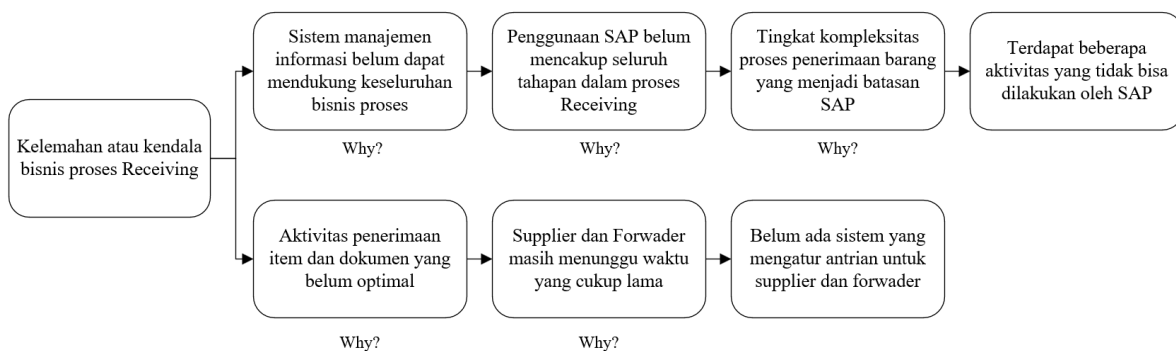 Kelemahan atau kendala
bisnis proses Receiving
Sistem manajemen
informasi belum dapat
mendukung keseluruhan
bisnis proses
Why?
Penggunaan SAP belum
mencakup seluruh
tahapan dalam proses
Receiving
Why?
Tingkat kompleksitas
proses penerimaan barang
yang menjadi batasan
SAP
Why?
Terdapat beberapa
aktivitas yang tidak bisa
dilakukan oleh SAP
Aktivitas penerimaan
item dan dokumen yang
belum optimal
Why?
Supplier dan Forwader
masih menunggu waktu
yang cukup lama
Why?
Belum ada sistem yang
mengatur antrian untuk
supplier dan forwader